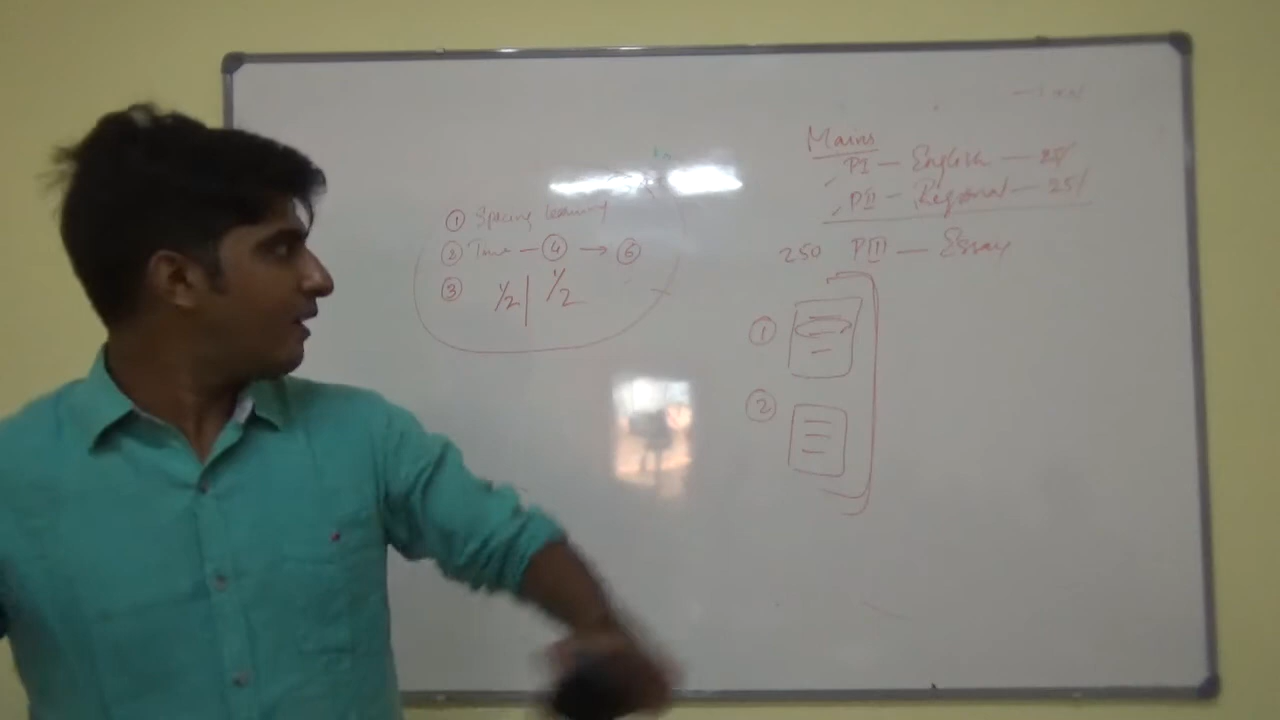 ① Spacing learning
② Time — ④ → ⑥
③ 1/2 | 1/2
Mains
PI — English — 25%
PII — Regional — 25%
250 PIII — Essay
①
②